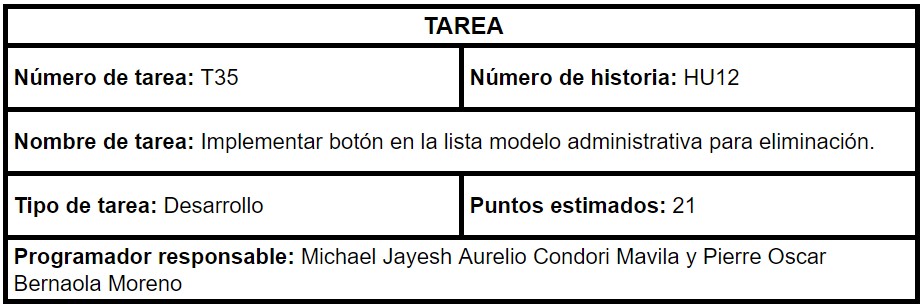 TAREA
Número de tarea: T35
Número de historia: HU12
Nombre de tarea: Implementar botón en la lista modelo administrativa para eliminación.
Tipo de tarea: Desarrollo
Puntos estimados: 21
Programador responsable: Michael Jayesh Aurelio Condori Mavila y Pierre Oscar
Bernaola Moreno